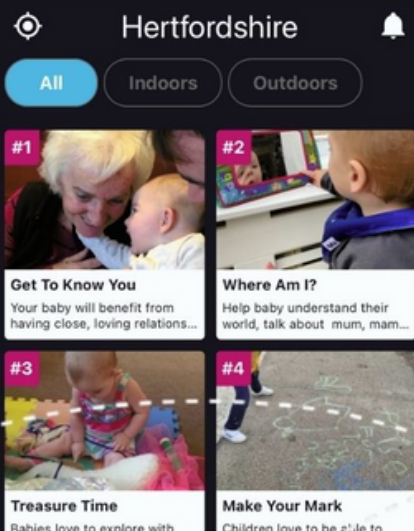 Hertfordshire
All Indoors Outdoors
#1
#2
Get To Know You
Your baby will benefit from
having close, loving relations...
Where Am I?
Help baby understand their
world, talk about mum, mam...
#3
#4
Treasure Time
Babies love to explore with
Make Your Mark
Children love to be able to